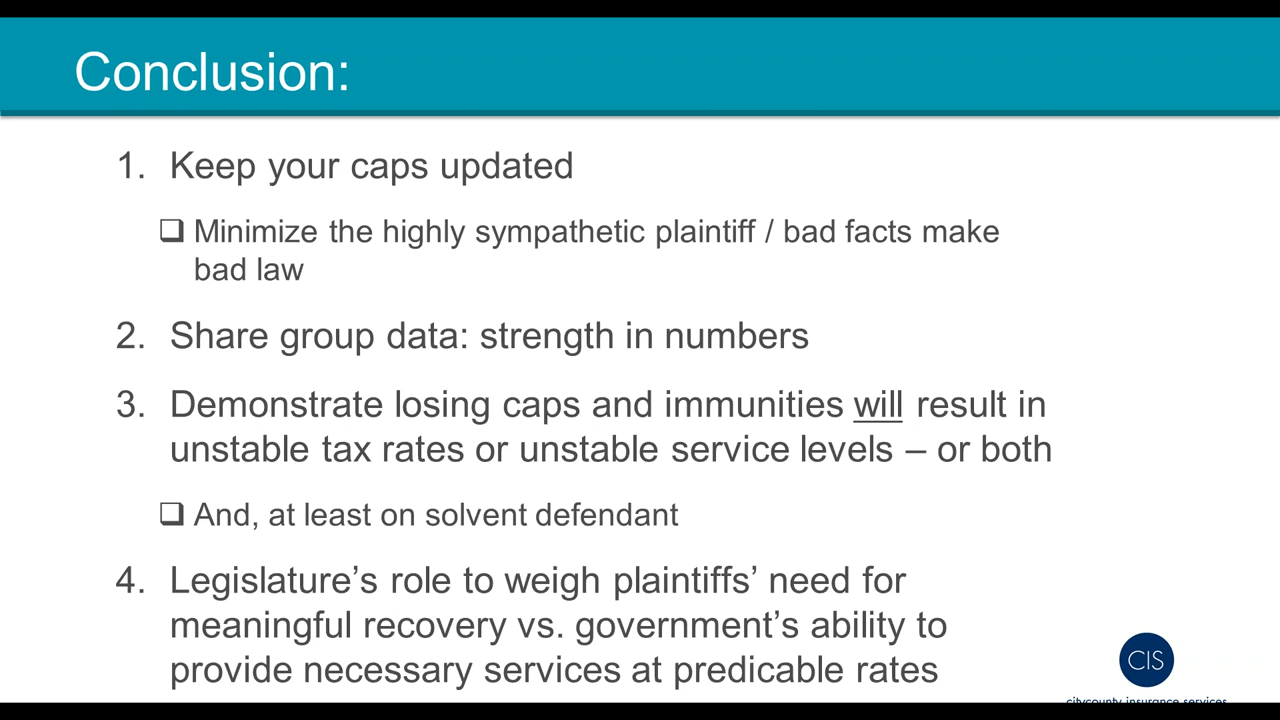 Conclusion:
1. Keep your caps updated
❑ Minimize the highly sympathetic plaintiff / bad facts make
bad law
2. Share group data: strength in numbers
3. Demonstrate losing caps and immunities will result in
unstable tax rates or unstable service levels – or both
❑ And, at least on solvent defendant
4. Legislature’s role to weigh plaintiffs’ need for
meaningful recovery vs. government’s ability to
provide necessary services at predicable rates
CIS
citycounty insurance services